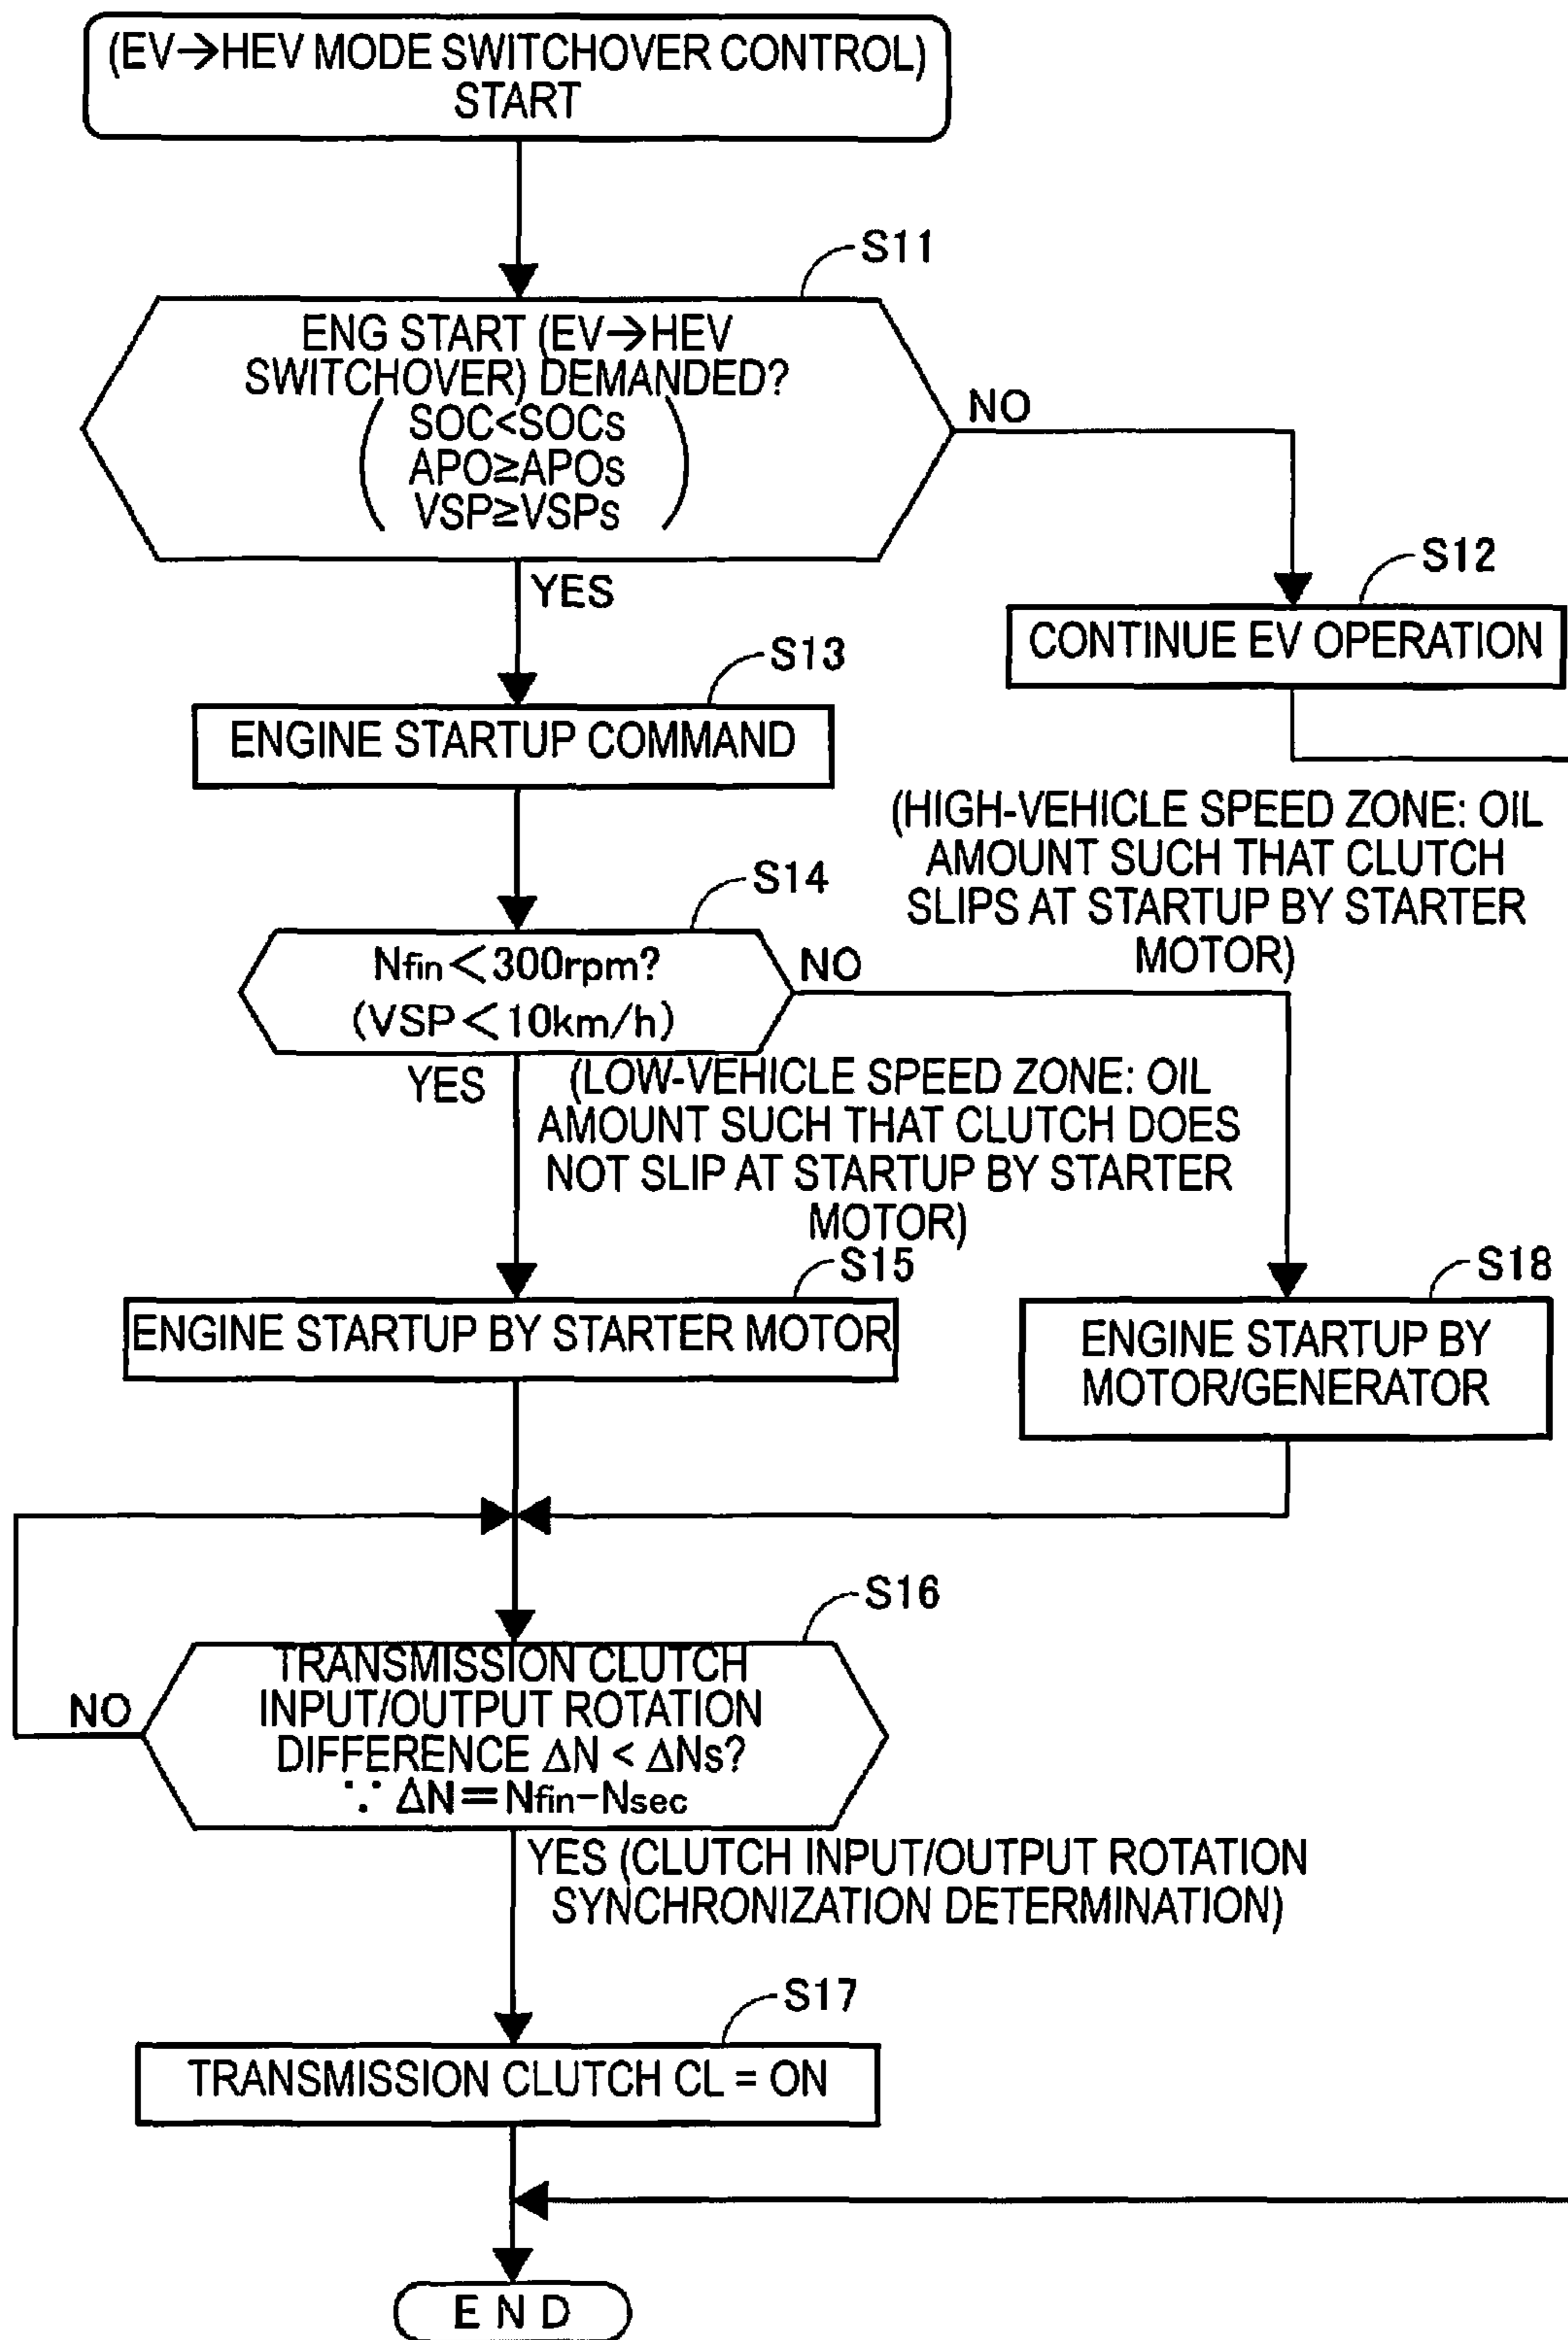 (EV→HEV MODE SWITCHOVER CONTROL)
START
S11
ENG START (EV→HEV
SWITCHOVER) DEMANDED?
SOC<SOCs
APO≥APOs
VSP≥VSPs
NO
YES
S12
CONTINUE EV OPERATION
S13
ENGINE STARTUP COMMAND
(HIGH-VEHICLE SPEED ZONE: OIL
AMOUNT SUCH THAT CLUTCH
SLIPS AT STARTUP BY STARTER
MOTOR)
S14
Nfin<300rpm?
(VSP<10km/h)
NO
YES
(LOW-VEHICLE SPEED ZONE: OIL
AMOUNT SUCH THAT CLUTCH DOES
NOT SLIP AT STARTUP BY STARTER
MOTOR)
S15
ENGINE STARTUP BY STARTER MOTOR
S18
ENGINE STARTUP BY
MOTOR/GENERATOR
S16
TRANSMISSION CLUTCH
INPUT/OUTPUT ROTATION
DIFFERENCE ΔN < ΔNs?
∵ ΔN=Nfin-Nsec
NO
YES (CLUTCH INPUT/OUTPUT ROTATION
SYNCHRONIZATION DETERMINATION)
S17
TRANSMISSION CLUTCH CL = ON
END